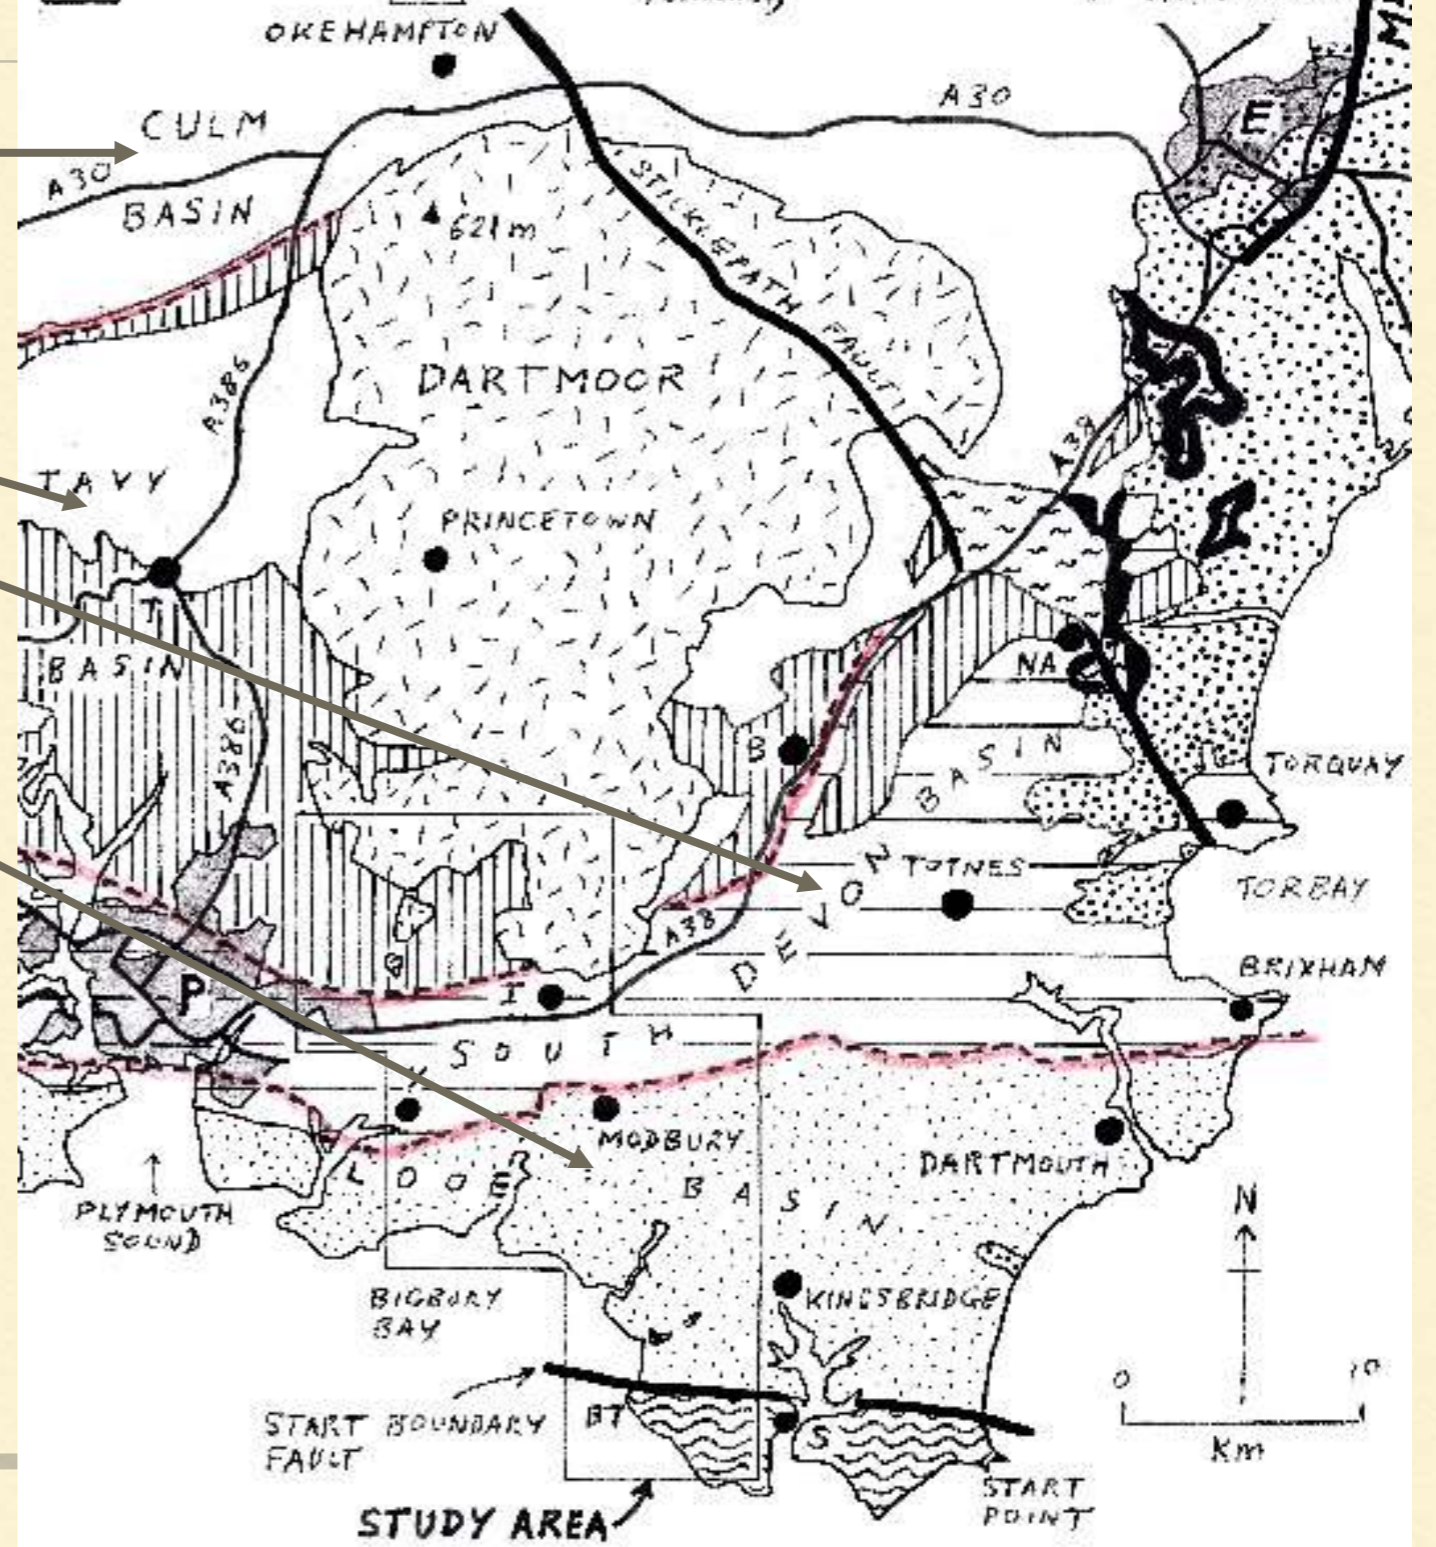 OKEHAMPTON
A30
CULM
E
A30
STICKLEPATH FAULT
BASIN
621m
A386
DARTMOOR
A38
TAVY
PRINCETOWN
T
BASIN
NA
A386
B
BASIN
TORQUAY
TOTNES
DEVON
TORBAY
A38
BRIXHAM
P
I
SOUTH
Y
MODBURY
DARTMOUTH
LOOE
BASIN
N
PLYMOUTH
SOUND
KINGSBRIDGE
BIGBURY
BAY
0
10
Km
START BOUNDARY
FAULT
BT
S
START
POINT
STUDY AREA